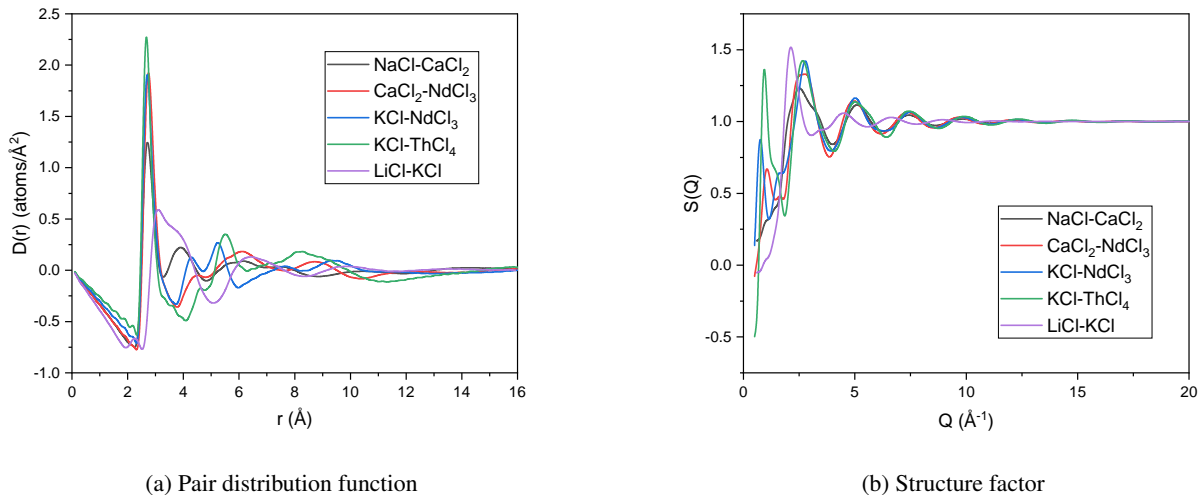 2.5
2.0
1.5
1.0
0.5
0.0
-0.5
-1.0
D(r) (atoms/Å²)
NaCl-CaCl₂
CaCl₂-NdCl₃
KCl-NdCl₃
KCl-ThCl₄
LiCl-KCl
0 2 4 6 8 10 12 14 16
r (Å)
(a) Pair distribution function
1.5
1.0
0.5
0.0
-0.5
S(Q)
NaCl-CaCl₂
CaCl₂-NdCl₃
KCl-NdCl₃
KCl-ThCl₄
LiCl-KCl
0 5 10 15 20
Q (Å⁻¹)
(b) Structure factor